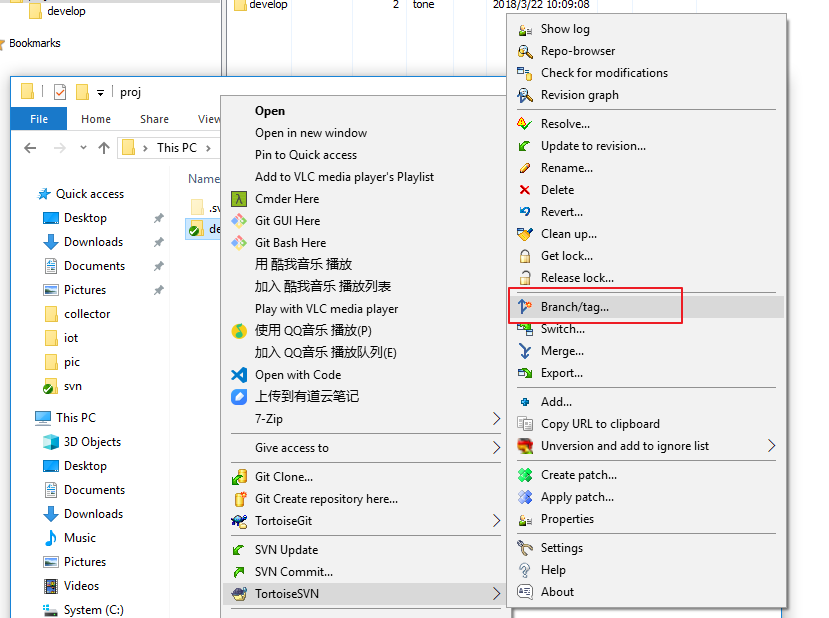 develop
Bookmarks
develop
2
tone
2018/3/22 10:09:08
proj
File
Home
Share
View
This PC
Name
Quick access
Desktop
Downloads
Documents
Pictures
collector
iot
pic
svn
This PC
3D Objects
Desktop
Documents
Downloads
Music
Pictures
Videos
System (C:)
Open
Open in new window
Pin to Quick access
Add to VLC media player's Playlist
Cmder Here
Git GUI Here
Git Bash Here
用 酷我音乐 播放
加入 酷我音乐 播放列表
Play with VLC media player
使用 QQ音乐 播放(P)
加入 QQ音乐 播放队列(E)
Open with Code
上传到有道云笔记
7-Zip
Give access to
Git Clone...
Git Create repository here...
TortoiseGit
SVN Update
SVN Commit...
TortoiseSVN
Show log
Repo-browser
Check for modifications
Revision graph
Resolve...
Update to revision...
Rename...
Delete
Revert...
Clean up...
Get lock...
Release lock...
Branch/tag...
Switch...
Merge...
Export...
Add...
Copy URL to clipboard
Unversion and add to ignore list
Create patch...
Apply patch...
Properties
Settings
Help
About